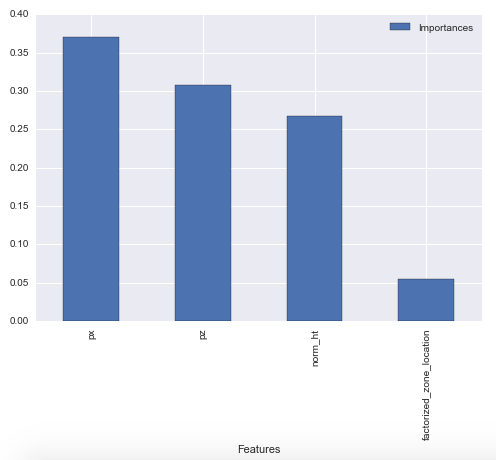 0.40
0.35
0.30
0.25
0.20
0.15
0.10
0.05
0.00
Importances
px
pz
norm_ht
factorized_zone_location
Features